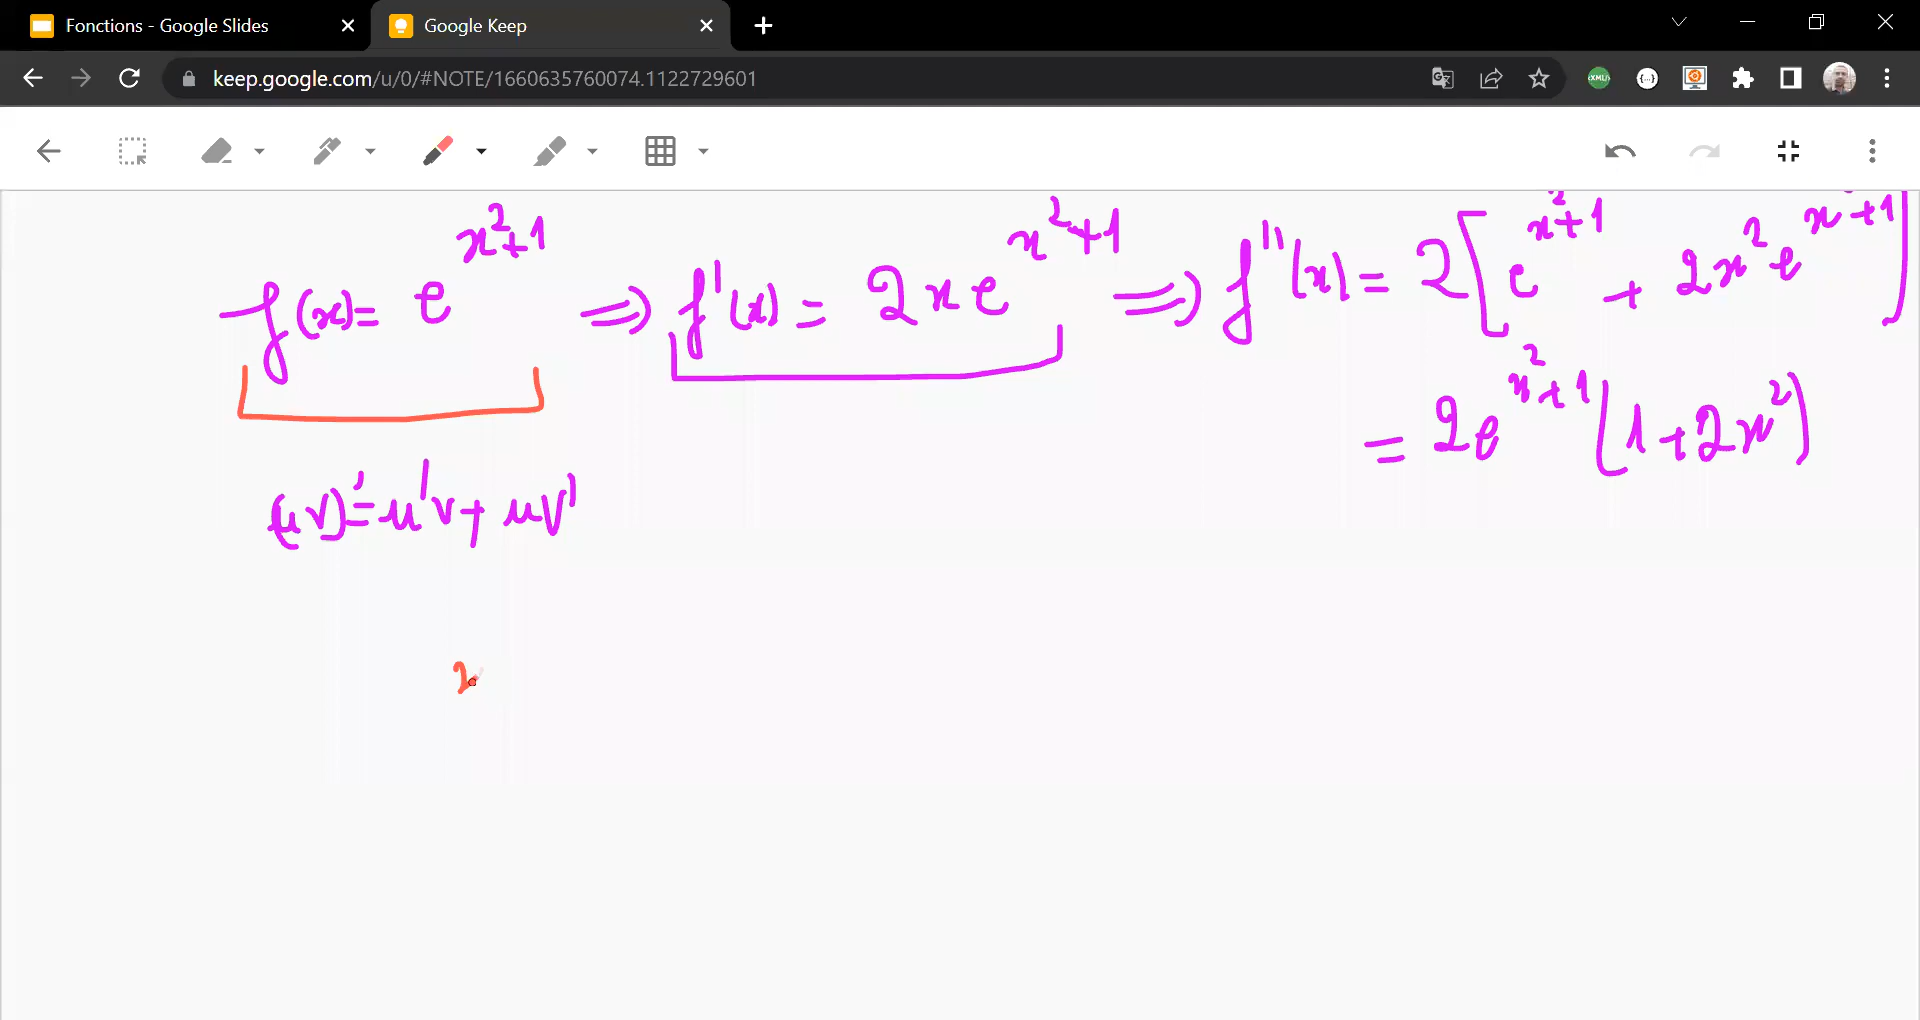 Fonctions - Google Slides
Google Keep
keep.google.com/u/0/#NOTE/1660635760074.1122729601
f(x) = e^{x²+1} ⇒ f'(x) = 2xe^{x²+1} ⇒ f''(x) = 2[e^{x²+1} + 2x²e^{x²+1}]
= 2e^{x²+1}(1+2x²)
(uv)' = u'v + uv'